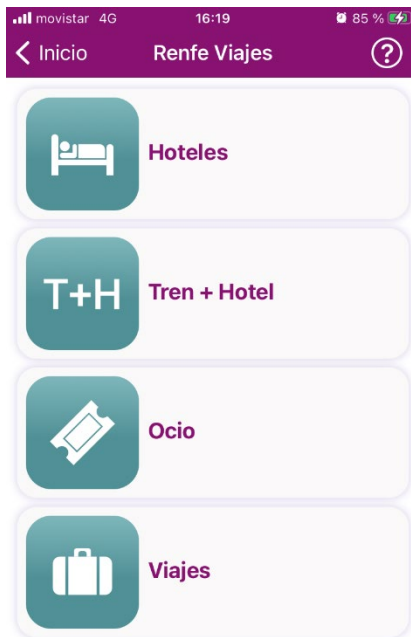 movistar 4G 16:19 85 %
Inicio Renfe Viajes ?
Hoteles
T+H Tren + Hotel
Ocio
Viajes